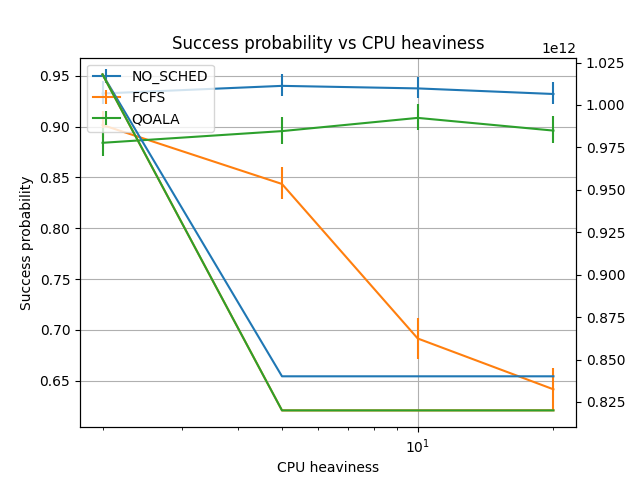 Success probability vs CPU heaviness
1e12
NO_SCHED
FCFS
QOALA
0.95
0.90
0.85
0.80
0.75
0.70
0.65
Success probability
1.025
1.000
0.975
0.950
0.925
0.900
0.875
0.850
0.825
10¹
CPU heaviness